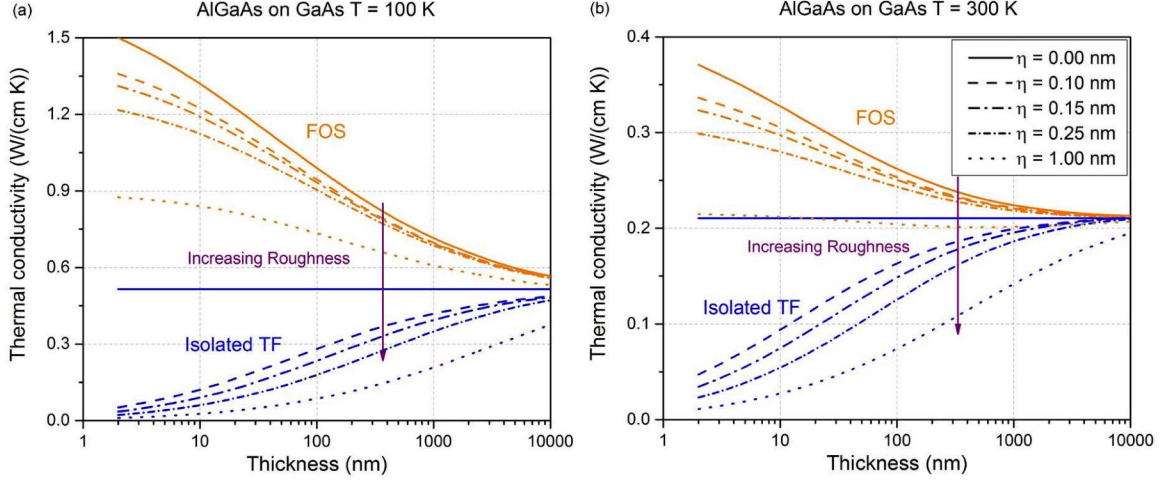 (a)
AlGaAs on GaAs T = 100 K
Thermal conductivity (W/(cm K))
1.5
1.2
0.9
0.6
0.3
0.0
FOS
Increasing Roughness
Isolated TF
1 10 100 1000 10000
Thickness (nm)
(b)
AlGaAs on GaAs T = 300 K
Thermal conductivity (W/(cm K))
0.4
0.3
0.2
0.1
0.0
η = 0.00 nm
η = 0.10 nm
η = 0.15 nm
η = 0.25 nm
η = 1.00 nm
FOS
Increasing Roughness
Isolated TF
1 10 100 1000 10000
Thickness (nm)